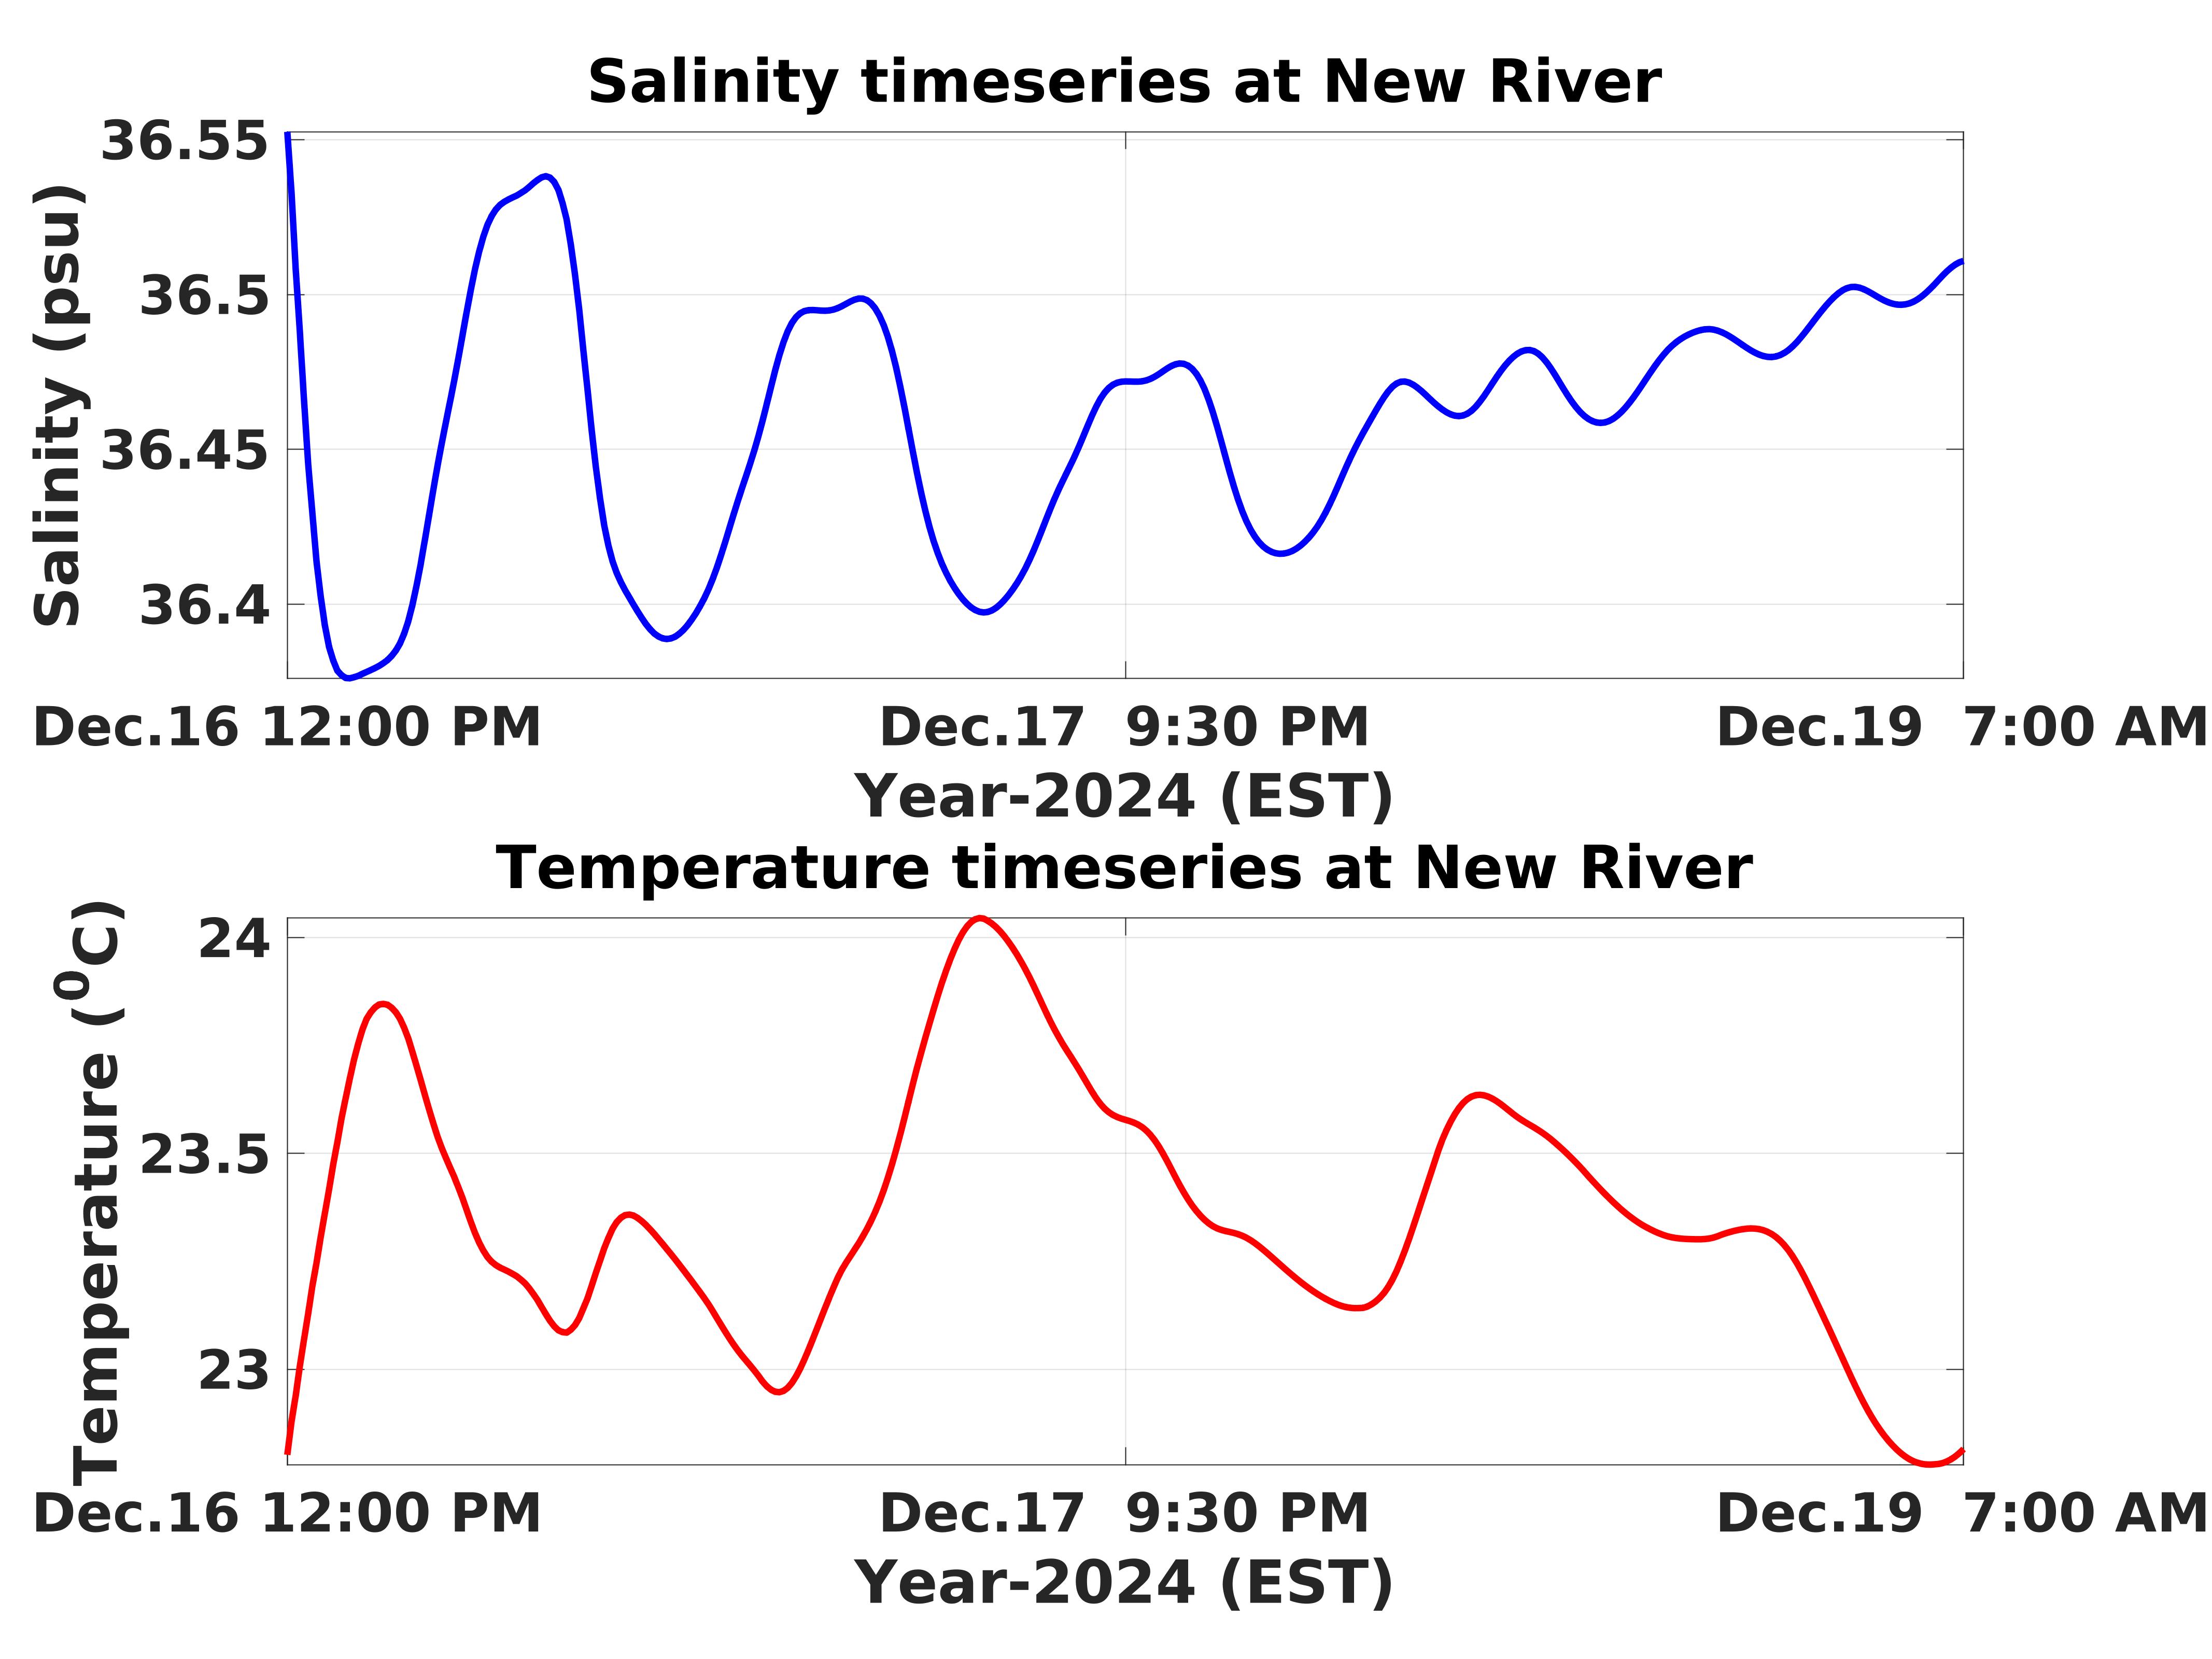 Salinity timeseries at New River
36.55
36.5
36.45
36.4
Salinity (psu)
Dec.16 12:00 PM
Dec.17  9:30 PM
Dec.19  7:00 AM
Year-2024 (EST)
Temperature timeseries at New River
24
23.5
23
Temperature (⁰C)
Dec.16 12:00 PM
Dec.17  9:30 PM
Dec.19  7:00 AM
Year-2024 (EST)